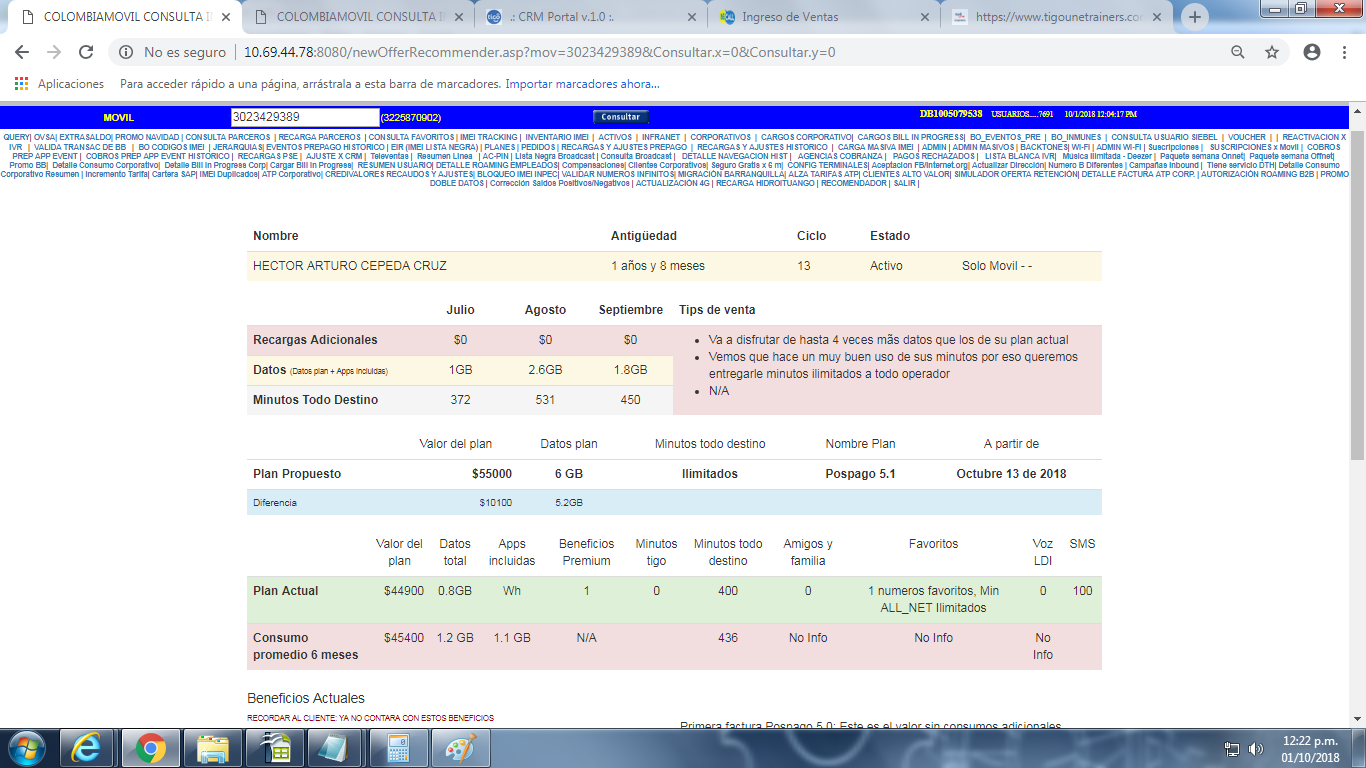 COLOMBIAMOVIL CONSULTA I
COLOMBIAMOVIL CONSULTA I
.: CRM Portal v.1.0 :.
Ingreso de Ventas
https://www.tigounetrainers.co
No es seguro | 10.69.44.78:8080/newOfferRecommender.asp?mov=3023429389&Consultar.x=0&Consultar.y=0
Aplicaciones Para acceder rápido a una página, arrástrala a esta barra de marcadores. Importar marcadores ahora...
MOVIL 3023429389 (3225870902) Consultar DB1005079538 USUARIOS.....7691 10/1/2018 12:04:17 PM
QUERY| OVSA| EXTRASALDO| PROMO NAVIDAD | CONSULTA PARCEROS | RECARGA PARCEROS | CONSULTA FAVORITOS | IMEI TRACKING | INVENTARIO IMEI | ACTIVOS | INFRANET | CORPORATIVOS | CARGOS CORPORATIVO| CARGOS BILL IN PROGRESS| BO_EVENTOS_PRE | BO_INMUNES | CONSULTA USUARIO SIEBEL | VOUCHER | | REACTIVACION X
IVR | VALIDA TRANSAC DE BB | BO CODIGOS IMEI | JERARQUIAS| EVENTOS PREPAGO HISTORICO | EIR (IMEI LISTA NEGRA) | PLANES | PEDIDOS | RECARGAS Y AJUSTES PREPAGO | RECARGAS Y AJUSTES HISTORICO | CARGA MASIVA IMEI | ADMIN | ADMIN MASIVOS | BACKTONES| WI-FI | ADMIN WI-FI | Suscripciones | SUSCRIPCIONES x Movil | COBROS
PREP APP EVENT | COBROS PREP APP EVENT HISTORICO | RECARGAS PSE | AJUSTE X CRM | Televentas | Resumen Linea | AC-PIN | Lista Negra Broadcast | Consulta Broadcast | DETALLE NAVEGACION HIST | AGENCIAS COBRANZA | PAGOS RECHAZADOS | LISTA BLANCA IVR| Música Ilimitada - Deezer | Paquete semana Onnet| Paquete semana Offnet|
Promo BB| Detalle Consumo Corporativo| Detalle Bill In Progress Corp| Cargar Bill In Progress| RESUMEN USUARIO| DETALLE ROAMING EMPLEADOS| Compensaciones| Clientes Corporativos| Seguro Gratis x 6 m| CONFIG TERMINALES| Aceptacion FB/Internet.org| Actualizar Dirección| Numero B Diferentes | Campañas Inbound | Tiene servicio DTH| Consumo
Corporativo Resumen | Incremento Tarifa| Cartera SAP| IMEI Duplicados| ATP Corporativo| CREDIVALORES RECAUDOS Y AJUSTES| BLOQUEO IMEI INPEC| VALIDAR NUMEROS INFINITOS| MIGRACIÓN BARRANQUILLA| ALZA TARIFAS ATP| CLIENTES ALTO VALOR| SIMULADOR OFERTA RETENCIÓN| DETALLE FACTURA ATP CORP. | AUTORIZACIÓN ROAMING B2B | PROMO
DOBLE DATOS | Corrección Saldos Positivos/Negativos | ACTUALIZACIÓN 4G | RECARGA HIDROITUANGO | RECOMENDADOR | SALIR |
Nombre Antigüedad Ciclo Estado
HECTOR ARTURO CEPEDA CRUZ 1 años y 8 meses 13 Activo Solo Movil - -
Julio Agosto Septiembre Tips de venta
Recargas Adicionales $0 $0 $0
Datos (Datos plan + Apps incluidas) 1GB 2.6GB 1.8GB
Minutos Todo Destino 372 531 450
Va a disfrutar de hasta 4 veces mãs datos que los de su plan actual
Vemos que hace un muy buen uso de sus minutos por eso queremos
entregarle minutos ilimitados a todo operador
N/A
Valor del plan Datos plan Minutos todo destino Nombre Plan A partir de
Plan Propuesto $55000 6 GB Ilimitados Pospago 5.1 Octubre 13 de 2018
Diferencia $10100 5.2GB
Valor del plan Datos total Apps incluidas Beneficios Premium Minutos tigo Minutos todo destino Amigos y familia Favoritos Voz LDI SMS
Plan Actual $44900 0.8GB Wh 1 0 400 0 1 numeros favoritos, Min ALL_NET Ilimitados 0 100
Consumo promedio 6 meses $45400 1.2 GB 1.1 GB N/A 436 No Info No Info No Info
Beneficios Actuales
RECORDAR AL CLIENTE: YA NO CONTARA CON ESTOS BENEFICIOS
Primera factura Pospago 5.0: Este es el valor sin consumos adicionales
12:22 p.m.
01/10/2018